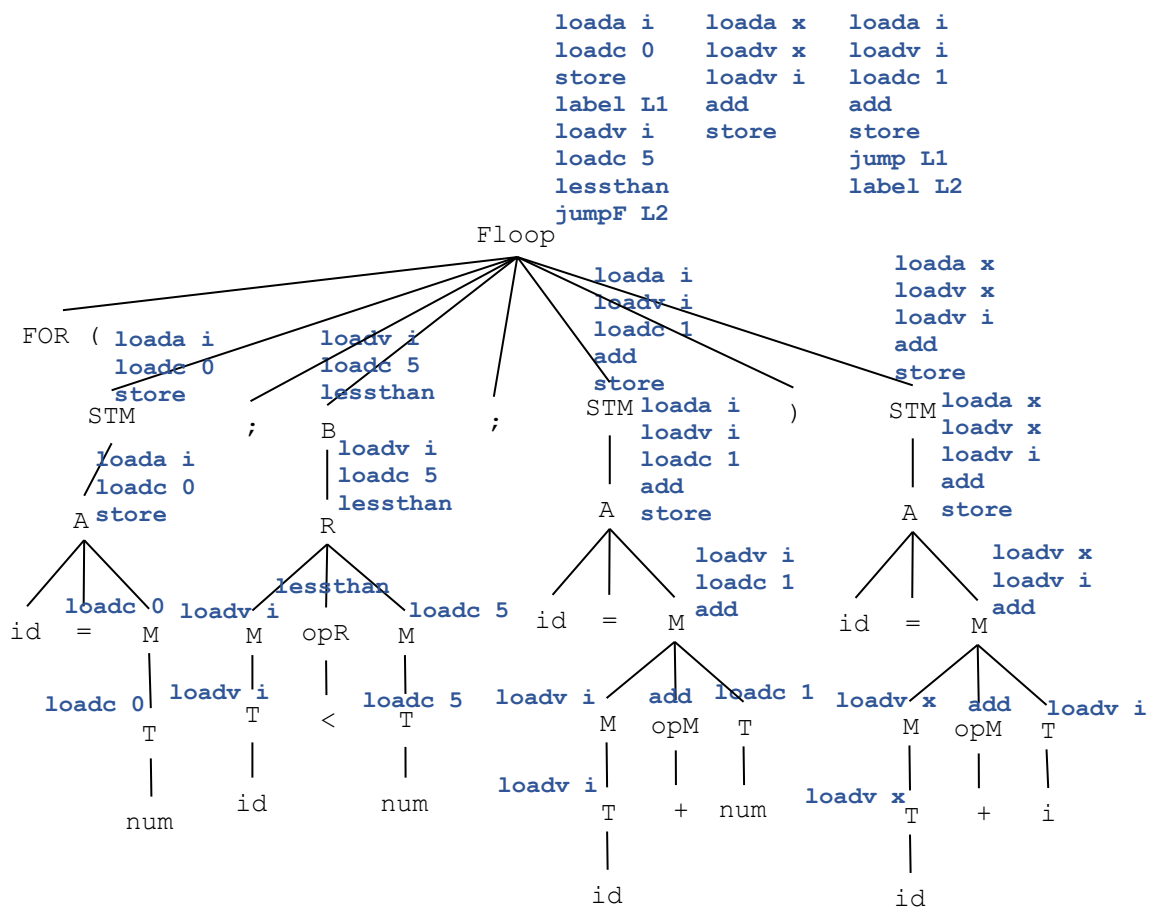 loada i loada x loada i
loadc 0 loadv x loadv i
store loadv i loadc 1
label L1 add add
loadv i store store
loadc 5 jump L1
lessthan label L2
jumpF L2
Floop
loada x
loada i loadv x
loadv i loadv i
FOR ( loada i loadv i loadc 1 add
loadc 0 loadc 5 add store
store lessthan store
STM ; B ; STM loada i ) STM loada x
loadv i loadv i loadv x
loada i loadc 5 loadc 1 loadv i
loadc 0 lessthan add add
store store store
A R A A
loadv i loadv x
loadc 1 loadv i
lessthan add add
loadc 0 loadv i loadc 5
id = M M opR M id = M id = M
loadc 0 loadv i loadc 5 loadv i add loadc 1 loadv x add loadv i
T T < T M opM T M opM T
loadv i loadv x
num id num T + num T + i
id id